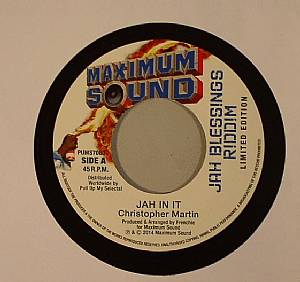 MAXIMUM
SOUND
SIDE A
45 R.P.M.
Distributed
Worldwide by
Pull Up My Selecta!
JAH BLESSINGS
RIDDIM
LIMITED EDITION
JAH IN IT
Christopher Martin
Produced & Arranged by Frenchie
for Maximum Sound
℗ & © 2014 Maximum Sound